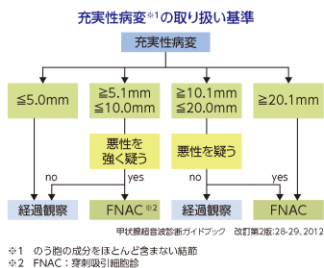 充実性病変※1の取り扱い基準
充実性病変
≦5.0mm
≧5.1mm
≦10.0mm
≧10.1mm
≦20.0mm
≧20.1mm
悪性を
強く疑う
悪性を疑う
no
yes
no
yes
経過観察
FNAC※2
経過観察
FNAC
甲状腺超音波診断ガイドブック 改訂第2版:28-29, 2012
※1 のう胞の成分をほとんど含まない結節
※2 FNAC:穿刺吸引細胞診